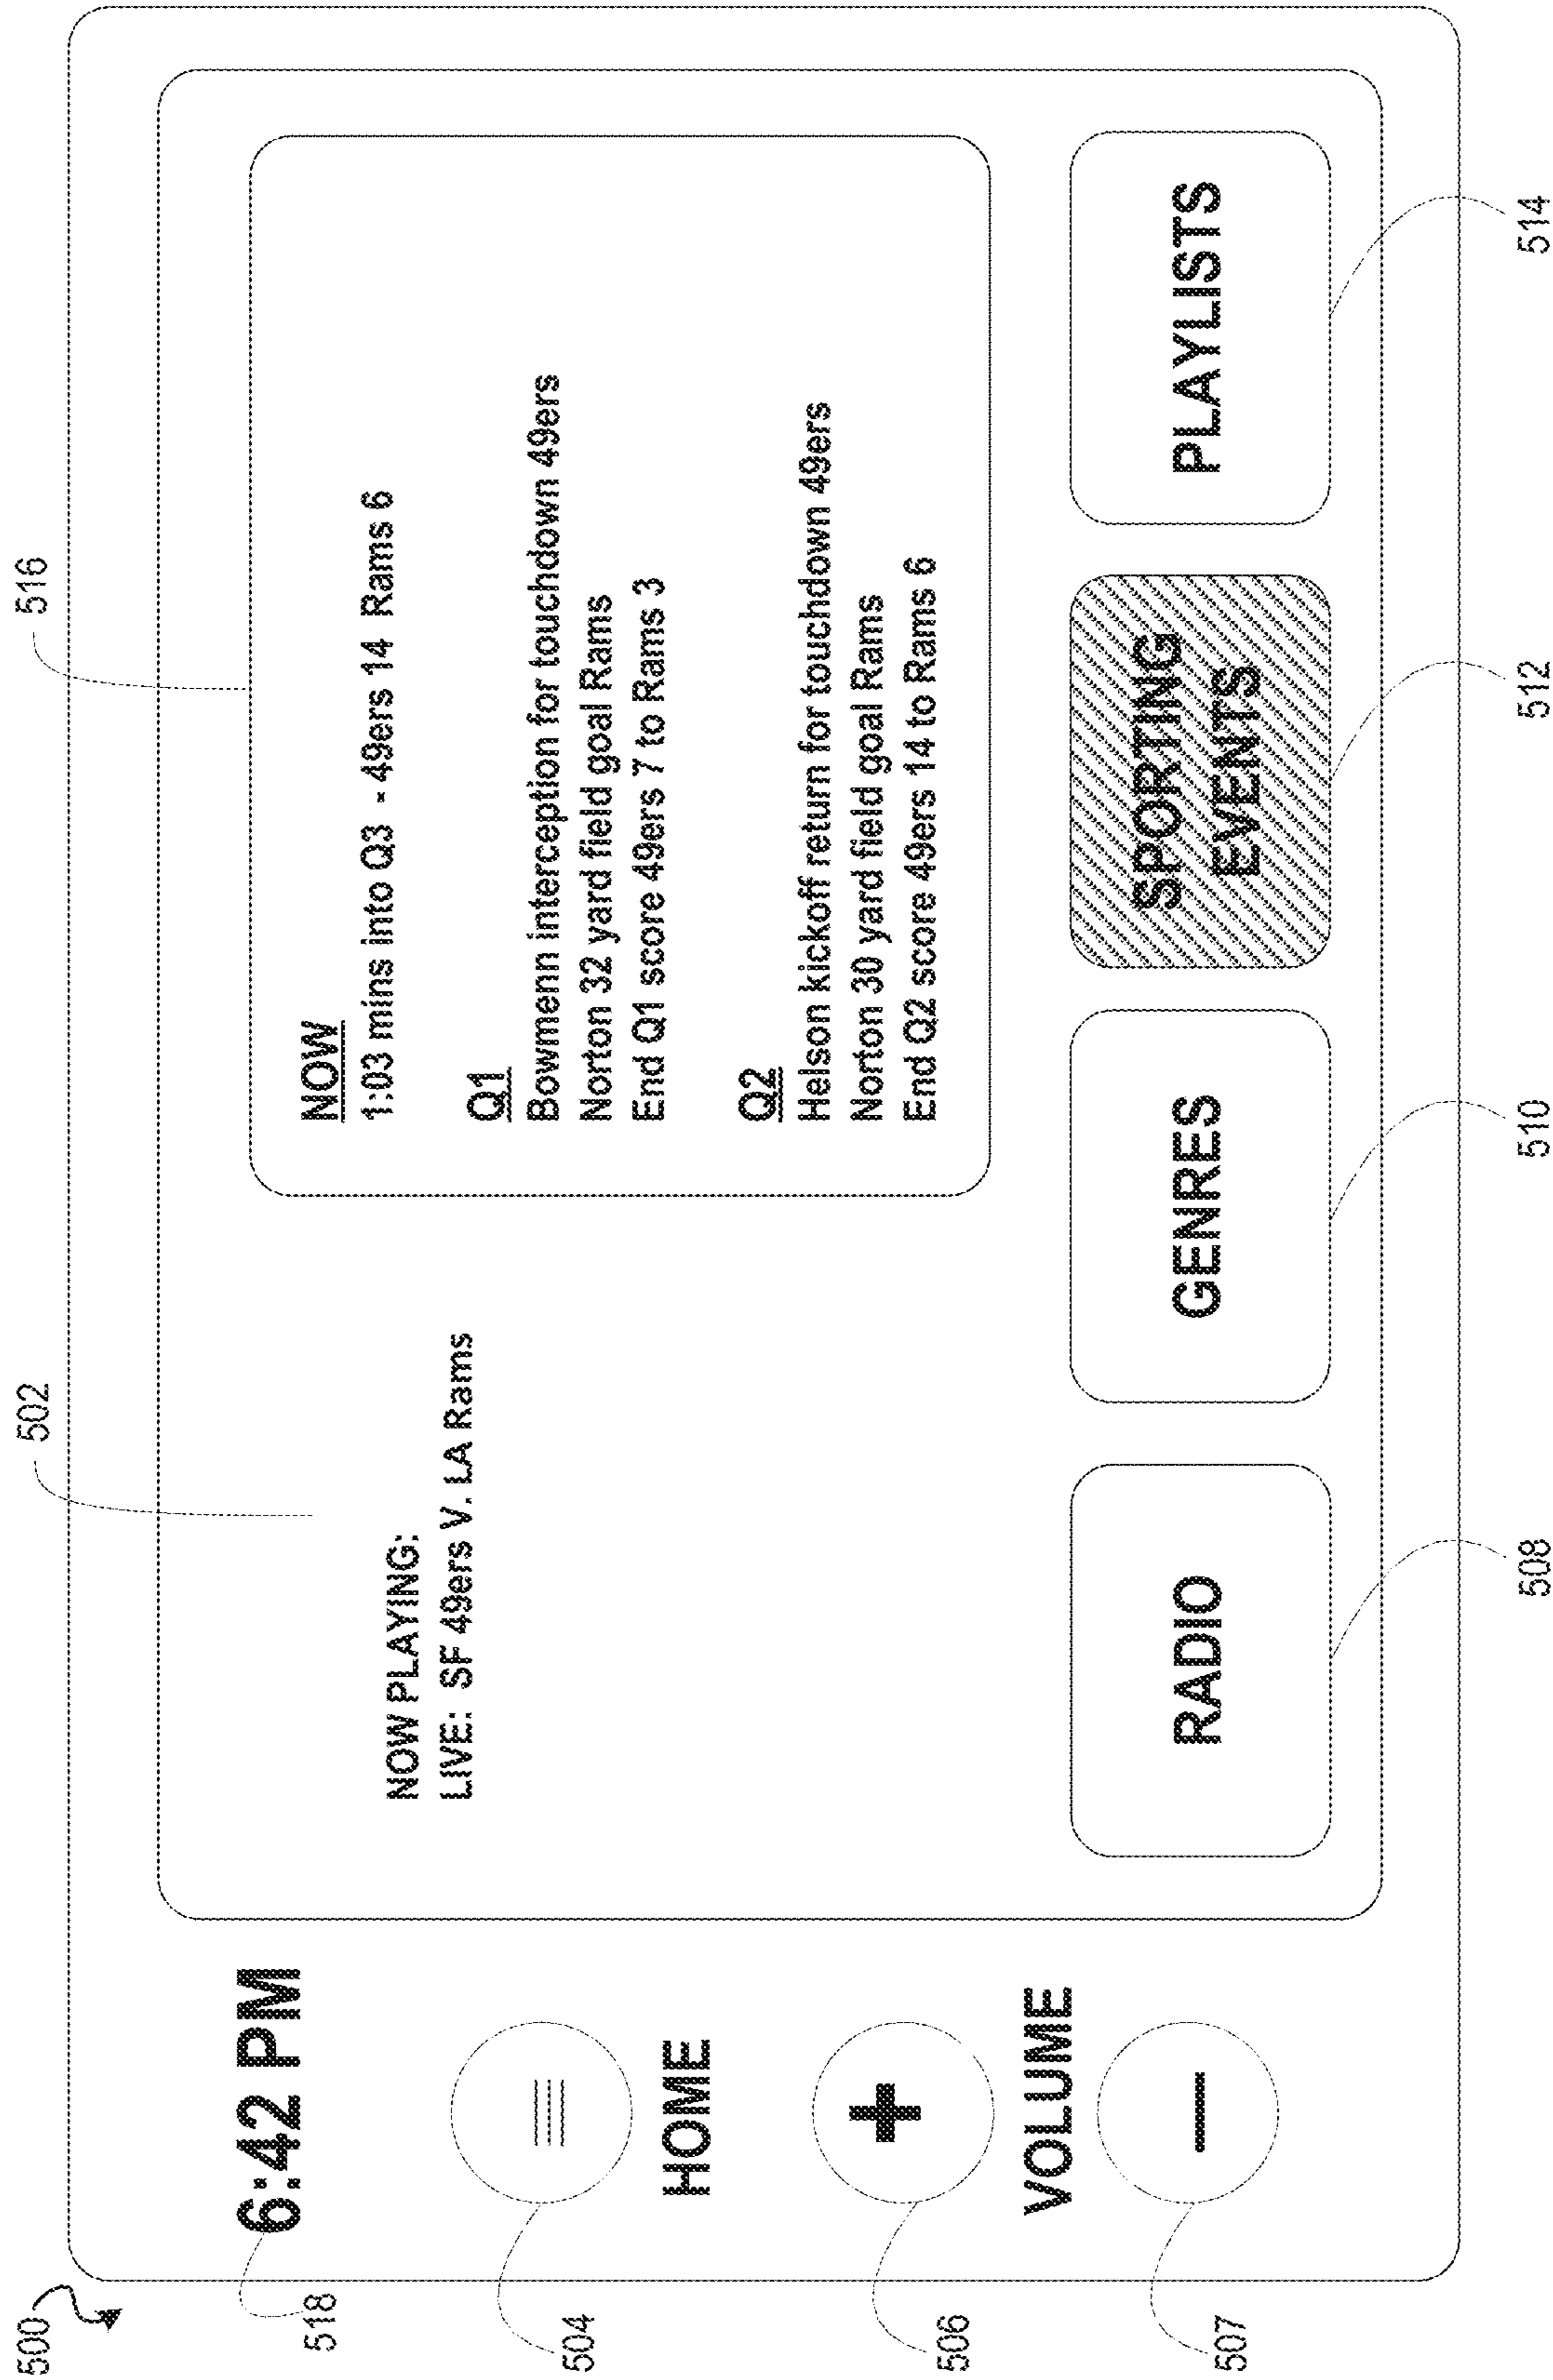 500
518
6:42 PM
504
HOME
506
VOLUME
507
502
NOW PLAYING:
LIVE: SF 49ers V. LA Rams
516
NOW
1:03 mins into Q3 - 49ers 14 Rams 6
Q1
Bowmenn interception for touchdown 49ers
Norton 32 yard field goal Rams
End Q1 score 49ers 7 to Rams 3
Q2
Helson kickoff return for touchdown 49ers
Norton 30 yard field goal Rams
End Q2 score 49ers 14 to Rams 6
RADIO
GENRES
SPORTING
EVENTS
PLAYLISTS
508
510
512
514